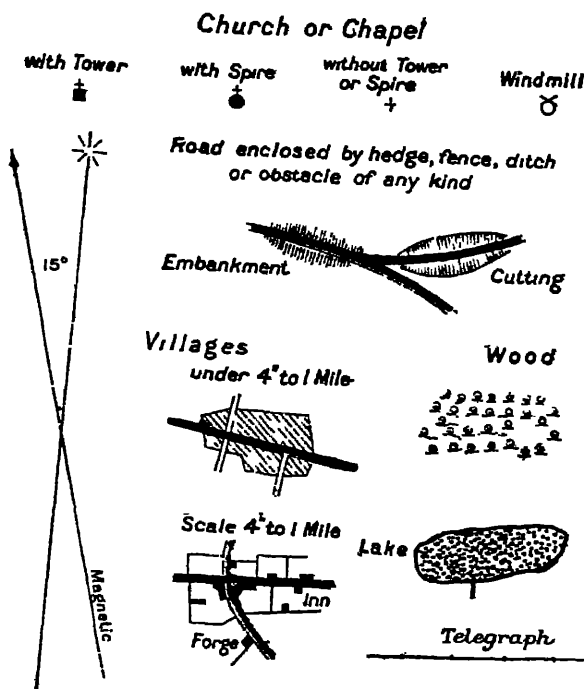 Church or Chapel
with Tower
with Spire
without Tower
or Spire
Windmill
Road enclosed by hedge, fence, ditch
or obstacle of any kind
15°
Embankment
Cutting
Villages
under 4" to 1 Mile
Wood
Scale 4" to 1 Mile
Lake
Inn
Magnetic
Forge
Telegraph